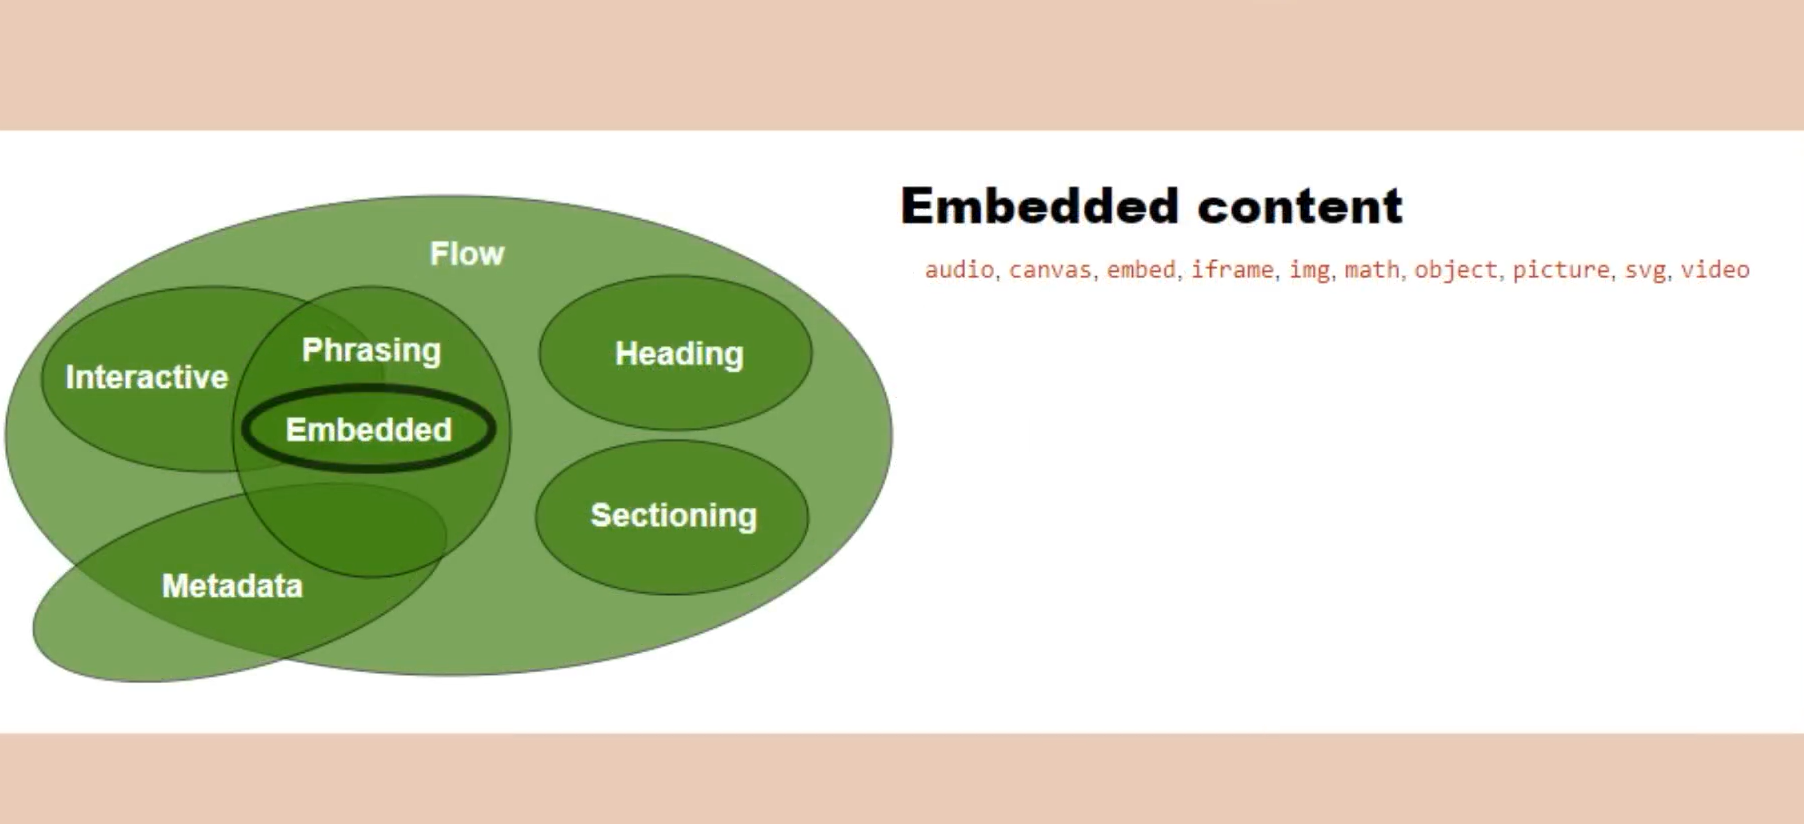 Embedded content
audio, canvas, embed, iframe, img, math, object, picture, svg, video
Flow
Phrasing
Interactive
Heading
Embedded
Sectioning
Metadata